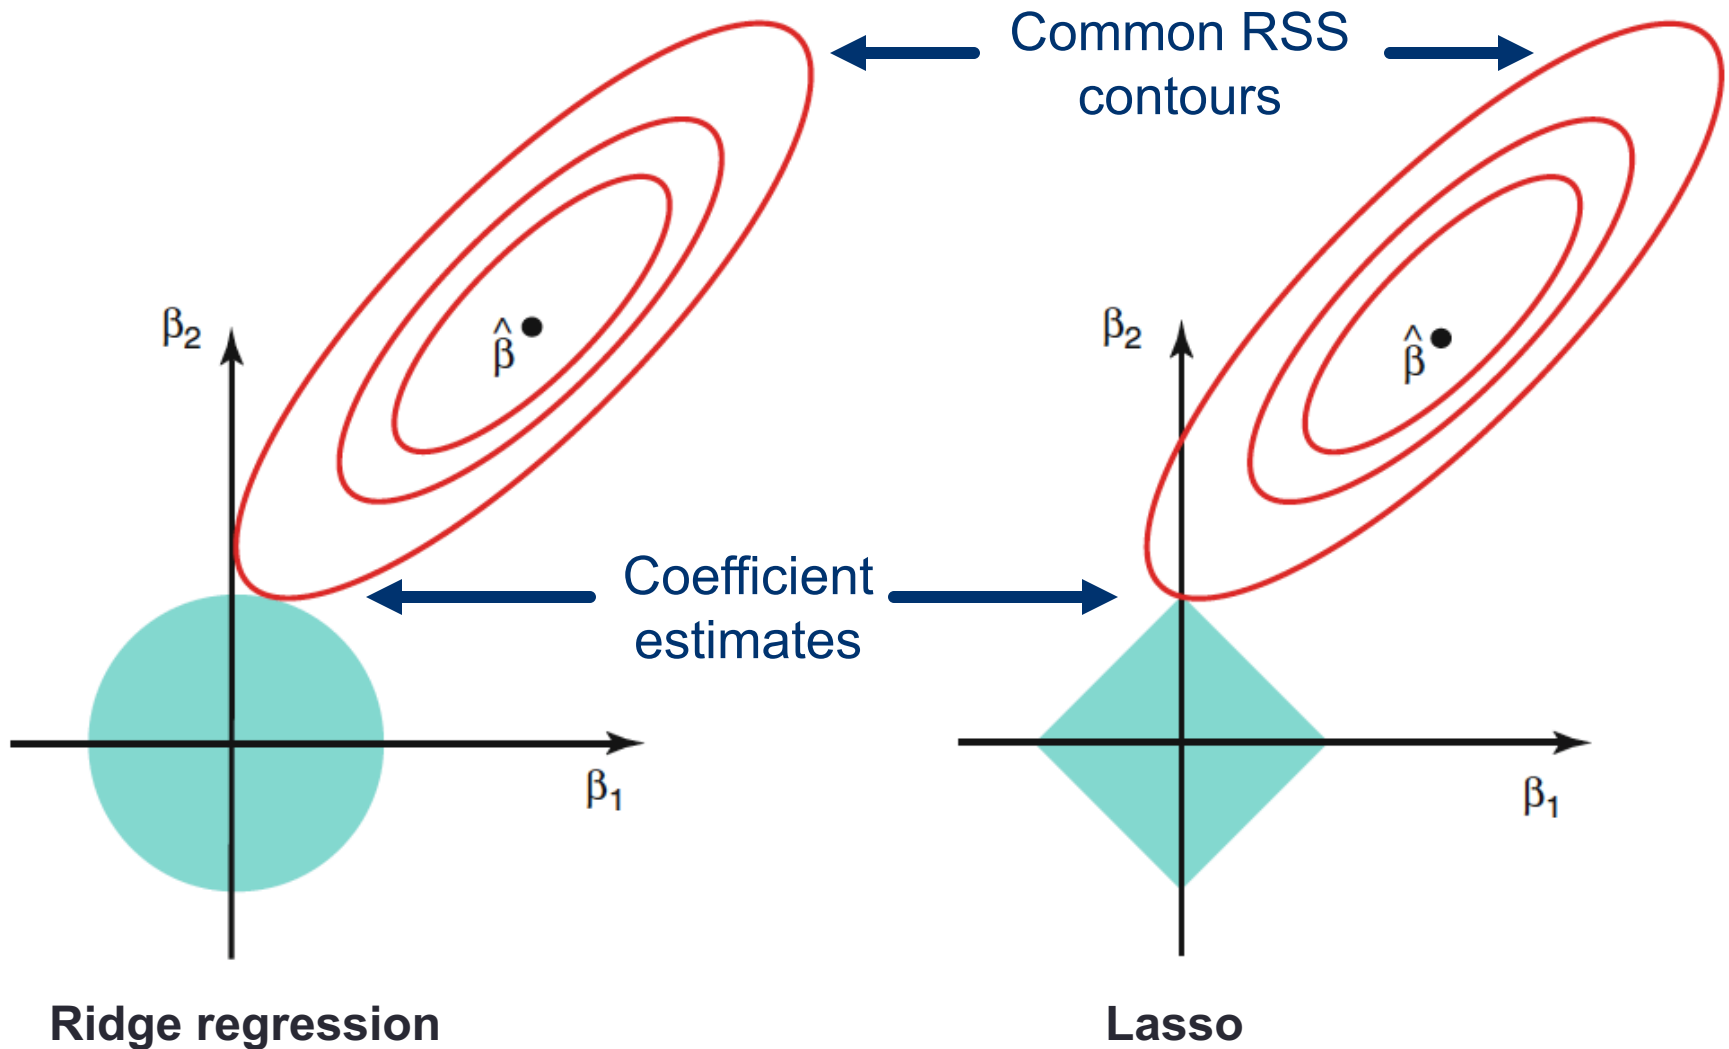 Common RSS
contours
β₂
β̂
β₂
β̂
Coefficient
estimates
β₁
β₁
Ridge regression
Lasso